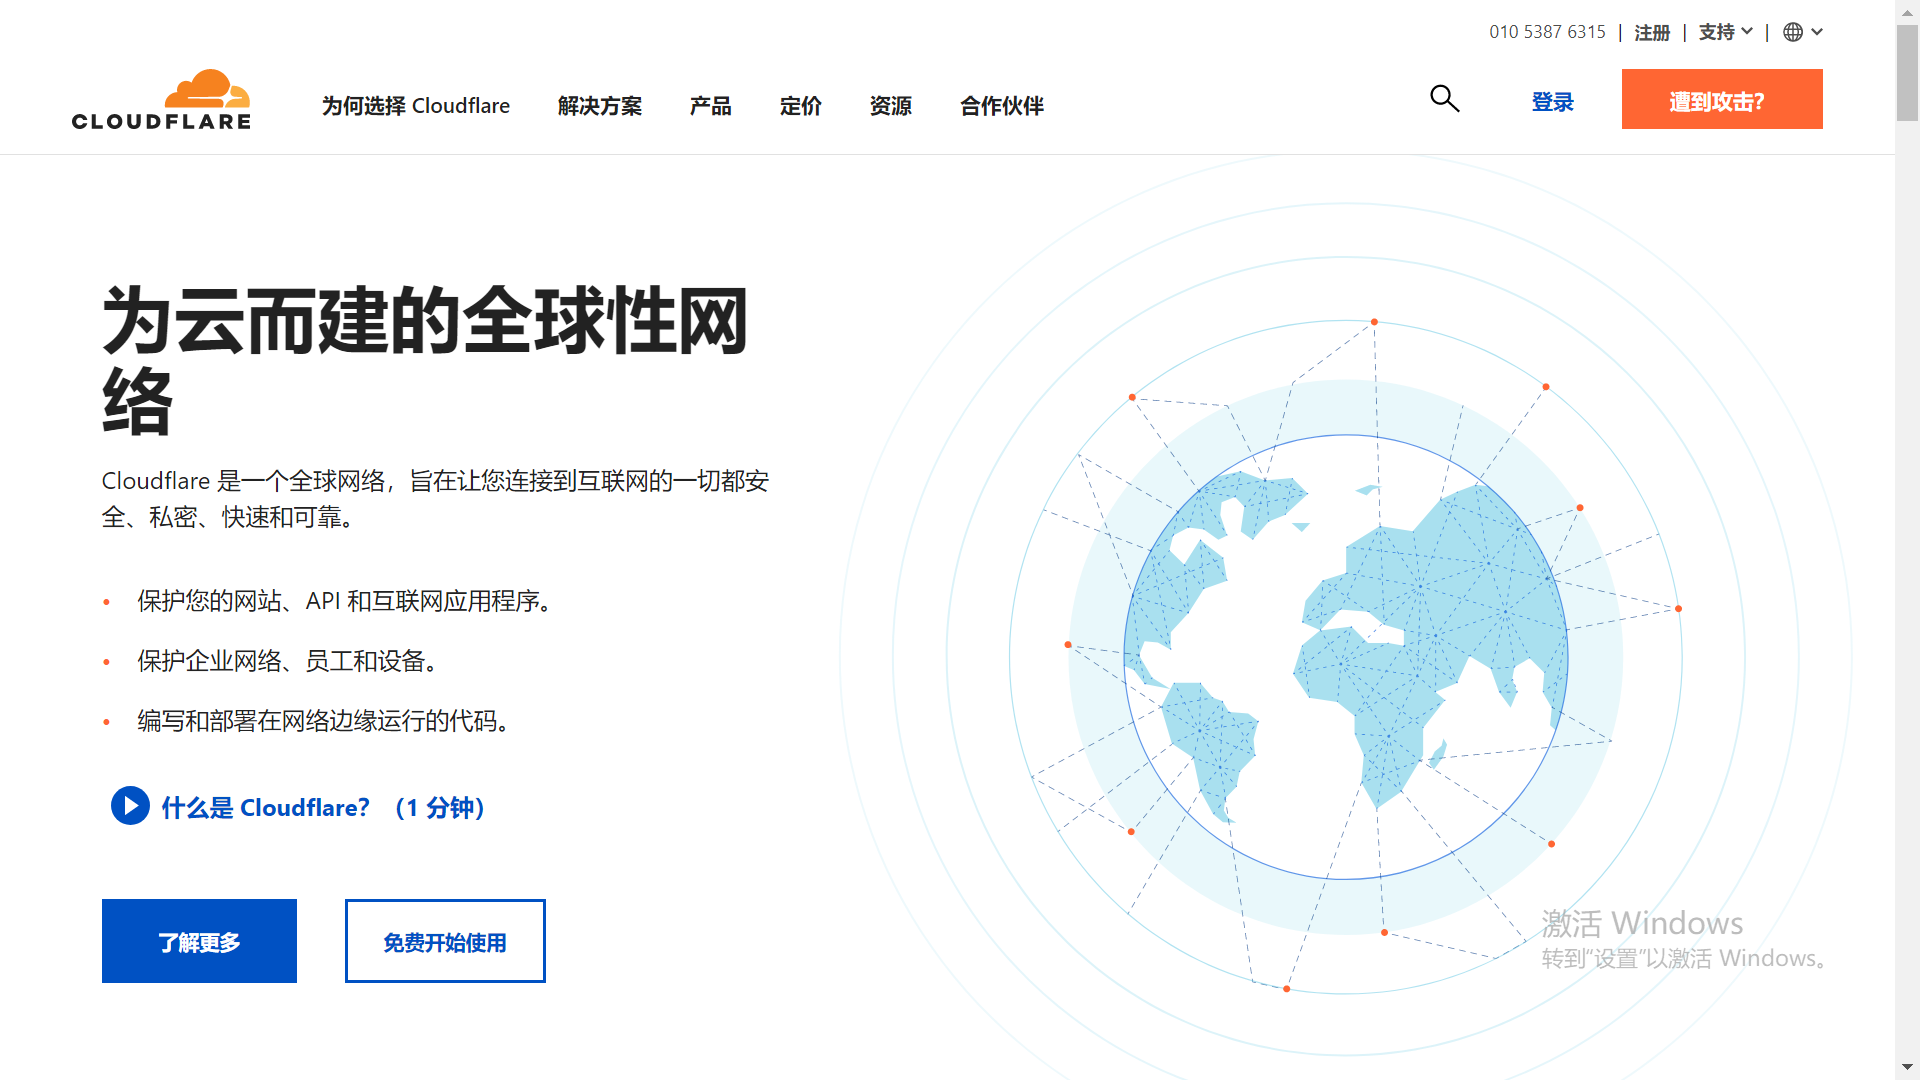 010 5387 6315 | 注册 | 支持 |
CLOUDFLARE
为何选择 Cloudflare 解决方案 产品 定价 资源 合作伙伴 登录 遭到攻击?
为云而建的全球性网
络
Cloudflare 是一个全球网络，旨在让您连接到互联网的一切都安
全、私密、快速和可靠。
• 保护您的网站、API 和互联网应用程序。
• 保护企业网络、员工和设备。
• 编写和部署在网络边缘运行的代码。
什么是 Cloudflare? （1 分钟）
了解更多 免费开始使用
激活 Windows
转到“设置”以激活 Windows。